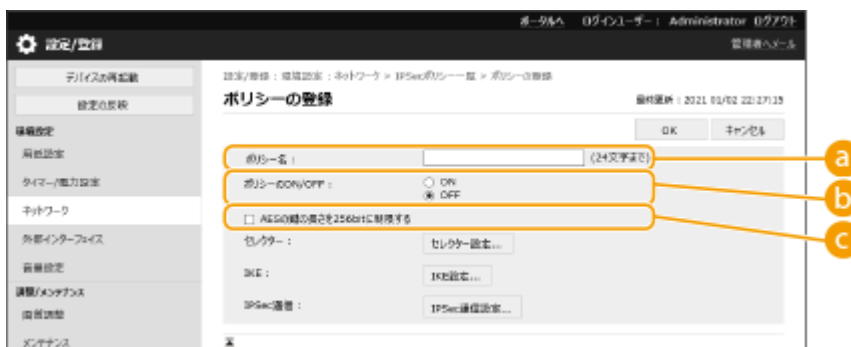 ポータルへ ログインユーザー： Administrator ログアウト
設定/登録 管理者へメール
デバイスの再起動
設定の反映
環境設定
用紙設定
タイマー/電力設定
ネットワーク
外部インターフェイス
音量設定
調整/メンテナンス
画質調整
メンテナンス
設定/登録 : 環境設定 : ネットワーク > IPSecポリシー一覧 > ポリシーの登録
ポリシーの登録
最終更新 : 2021 01/02 22:27:15
OK キャンセル
ポリシー名 : (24文字まで)
ポリシーのON/OFF : ON
OFF
AESの鍵の長さを256bitに制限する
セレクター : セレクター設定...
IKE : IKE設定...
IPSec通信 : IPSec通信設定...
a
b
c